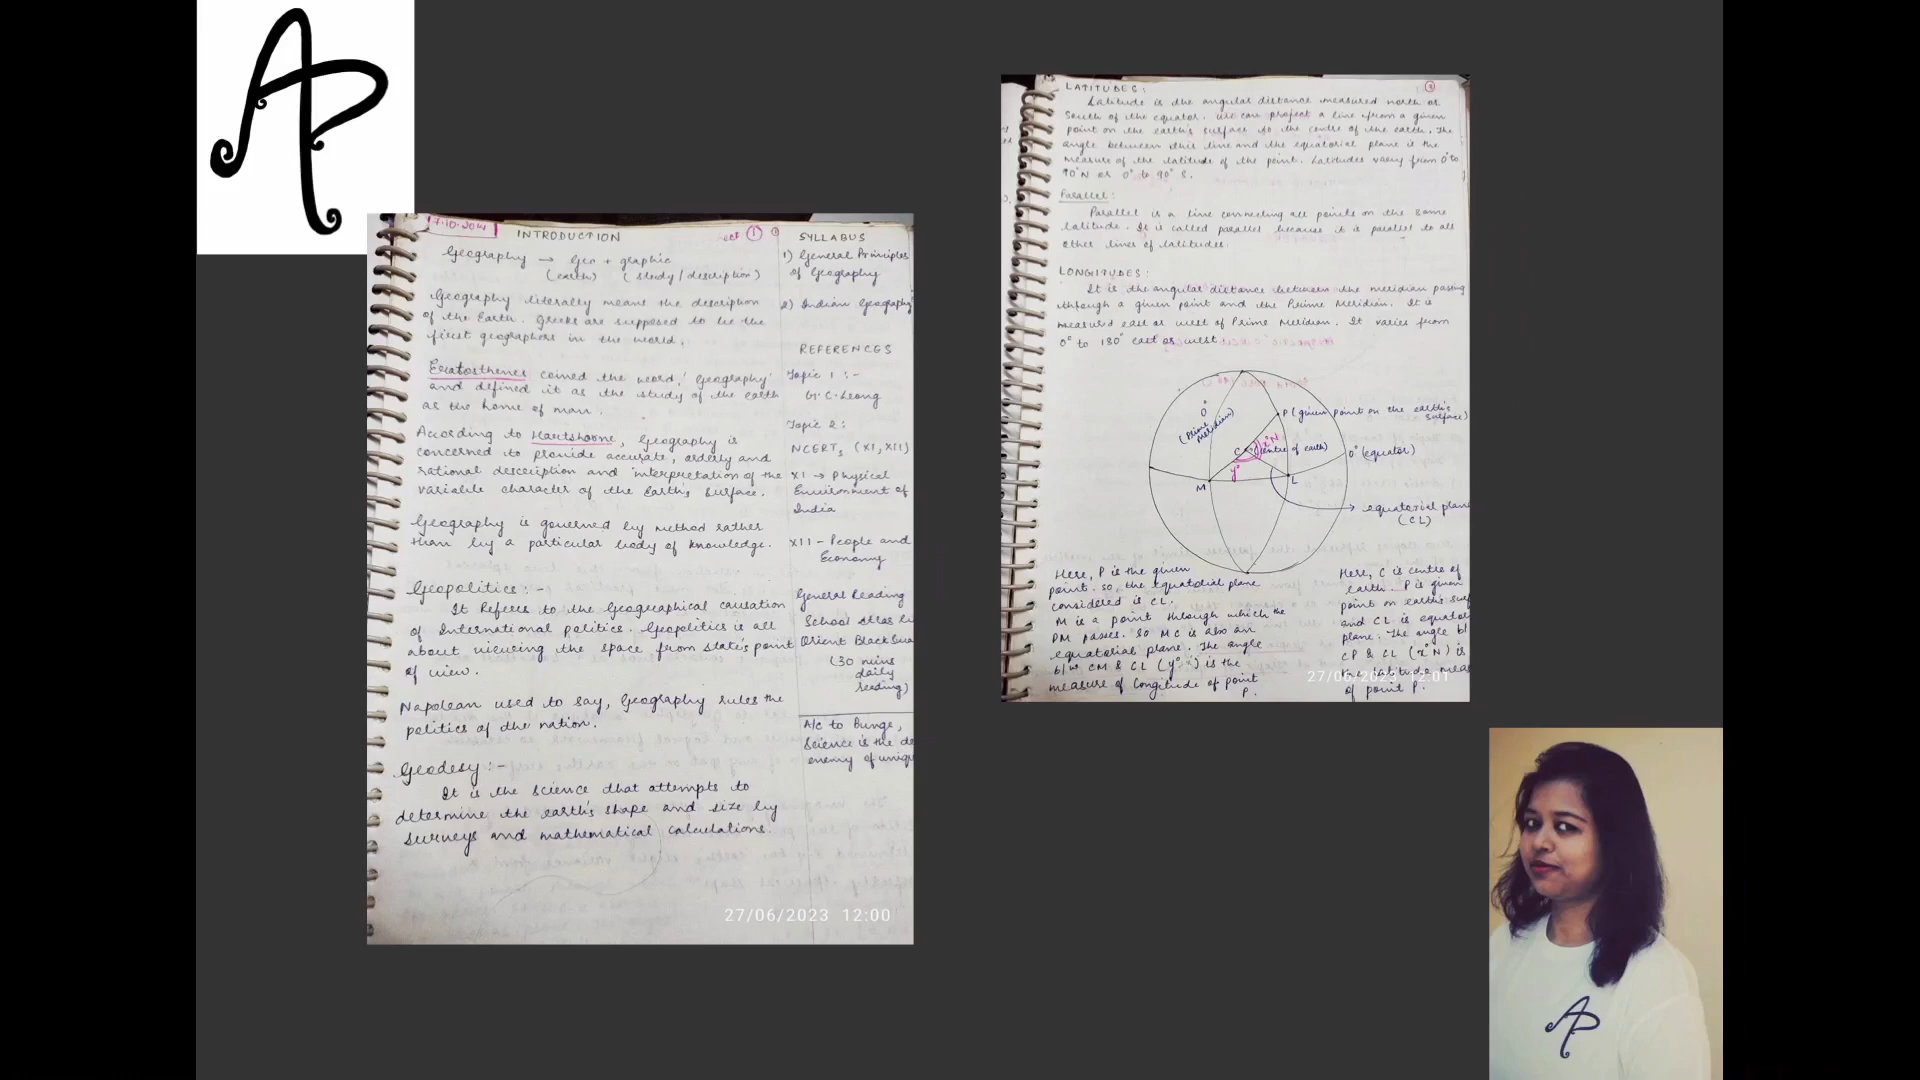 AP
17.10.2014
INTRODUCTION
Geography → Geo + graphic
(earth) (study/description)
Geography literally meant the description
of the Earth. Greeks are supposed to be the
first geographers in the world.
Eratosthenes coined the word, 'Geography'
and defined it as the study of the earth
as the home of man.
According to Hartshorne, Geography is
concerned to provide accurate, orderly and
rational description and interpretation of the
variable character of the Earth's surface.
Geography is governed by method rather
than by a particular body of knowledge.
Geopolitics :-
It Referes to the Geographical causation
of International politics. Geopolitics is all
about viewing the space from state's point
of view.
Napolean used to say, Geography rules the
politics of the nation.
Geodesy :-
It is the science that attempts to
determine the earth's shape and size by
surveys and mathematical calculations.
1
SYLLABUS
1) General Principles
of Geography
2) Indian Geography
REFERENCES
Topic 1 :-
G.C. Leong
Topic 2 :
NCERTs (XI, XII)
XI → Physical
Environment of
India
XII - People and
Economy
General Reading
School Atlas
Orient Black
(30 mins
daily
reading)
A/c to Bunge,
Science is the
enemy of
27/06/2023 12:00
LATITUDES :
Latitude is the angular distance measured north or
South of the equator. We can project a line from a given
point on the earth's surface to the centre of the earth. The
angle between this line and the equatorial plane is the
measure of the latitude of the point. Latitudes vary from 0° to
90°N or 0° to 90° S.
Parallel :
Parallel is a line connecting all points on the same
latitude. It is called parallel because it is parallel to all
other lines of latitudes.
LONGITUDES :
It is the angular distance between the meridian passing
through a given point and the Prime Meridian. It is
measured east or west of Prime Meridian. It varies from
0° to 180° east or west.
0°
(Prime Meridian)
P (given point on the earth's
surface)
x°N
C (centre of earth)
0° (equator)
y°
M
L
equatorial plane
(CL)
Here, P is the given
point. So, the equatorial plane
considered is CL.
M is a point through which the
PM passes. So MC is also an
equatorial plane. The angle
b/w CM & CL (y°) is the
measure of Longitude of point
P.
Here, C is centre of
earth. P is given
point on earth's
and CL is
plane. The angle b/
CP & CL (x°N) is
the latitude
of point P.
27/06/2023 12:01
AP